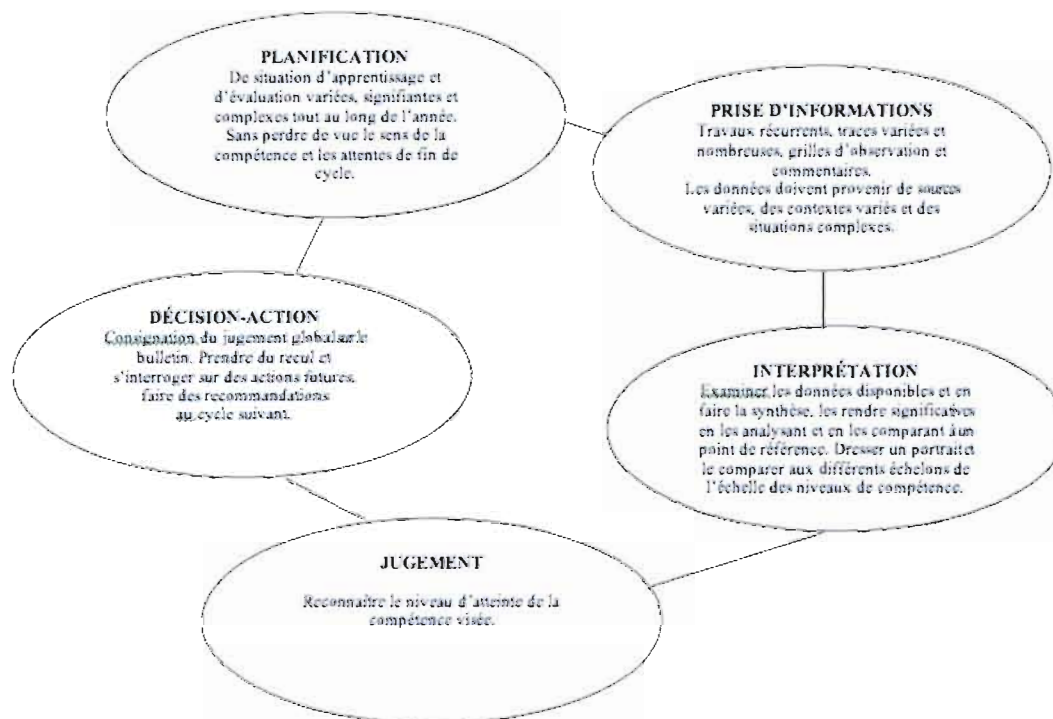 PLANIFICATION
De situation d'apprentissage et
d'évaluation variées, signifiantes et
complexes tout au long de l'année.
Sans perdre de vue le sens de la
compétence et les attentes de fin de
cycle.
PRISE D'INFORMATIONS
Travaux récurrents, traces variées et
nombreuses, grilles d'observation et
commentaires.
Les données doivent provenir de sources
variées, des contextes variés et des
situations complexes.
INTERPRÉTATION
Examiner les données disponibles et en
faire la synthèse, les rendre significatives
en les analysant et en les comparant à un
point de référence. Dresser un portrait et
le comparer aux différents échelons de
l'échelle des niveaux de compétence.
JUGEMENT
Reconnaître le niveau d'atteinte de la
compétence visée.
DÉCISION-ACTION
Consignation du jugement global sur le
bulletin. Prendre du recul et
s'interroger sur des actions futures,
faire des recommandations
au cycle suivant.